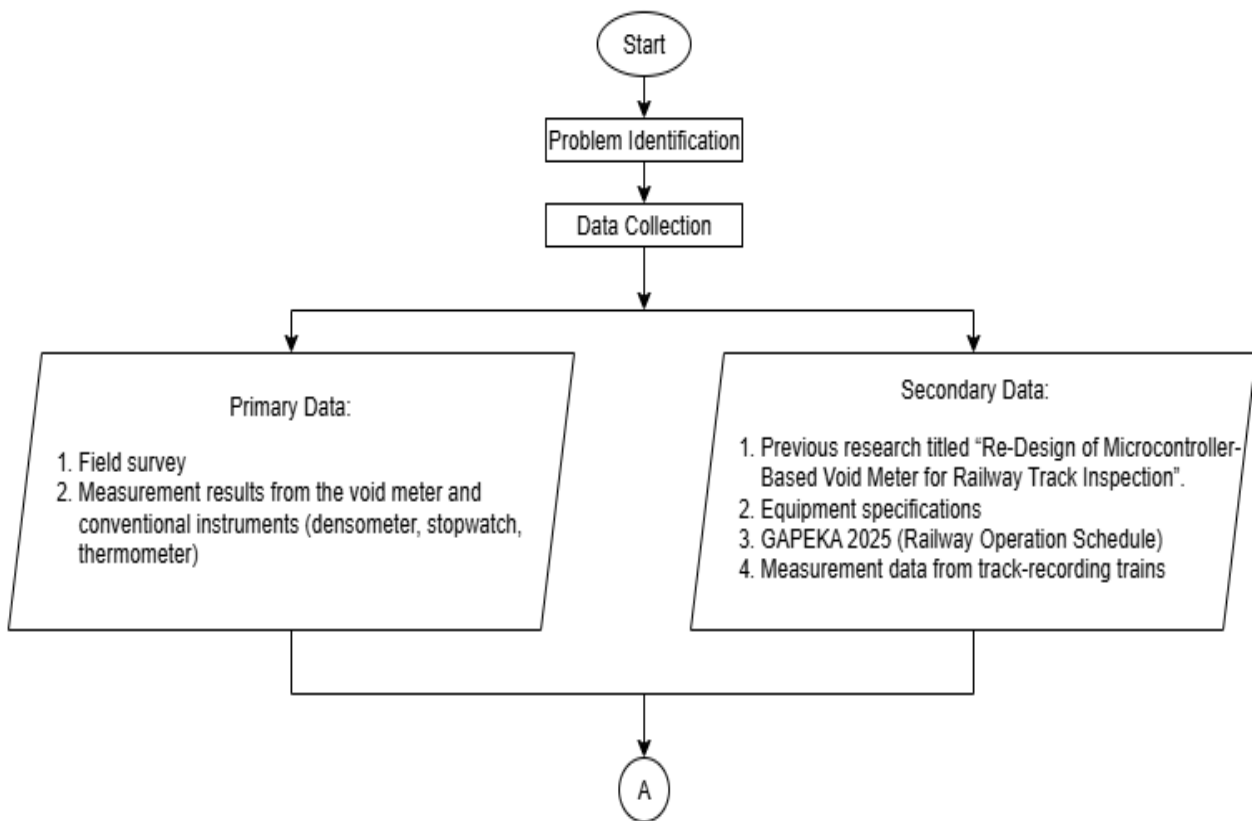 Start
Problem Identification
Data Collection
Primary Data:
1. Field survey
2. Measurement results from the void meter and
conventional instruments (densometer, stopwatch,
thermometer)
Secondary Data:
1. Previous research titled “Re-Design of Microcontroller-
Based Void Meter for Railway Track Inspection”.
2. Equipment specifications
3. GAPEKA 2025 (Railway Operation Schedule)
4. Measurement data from track-recording trains
A